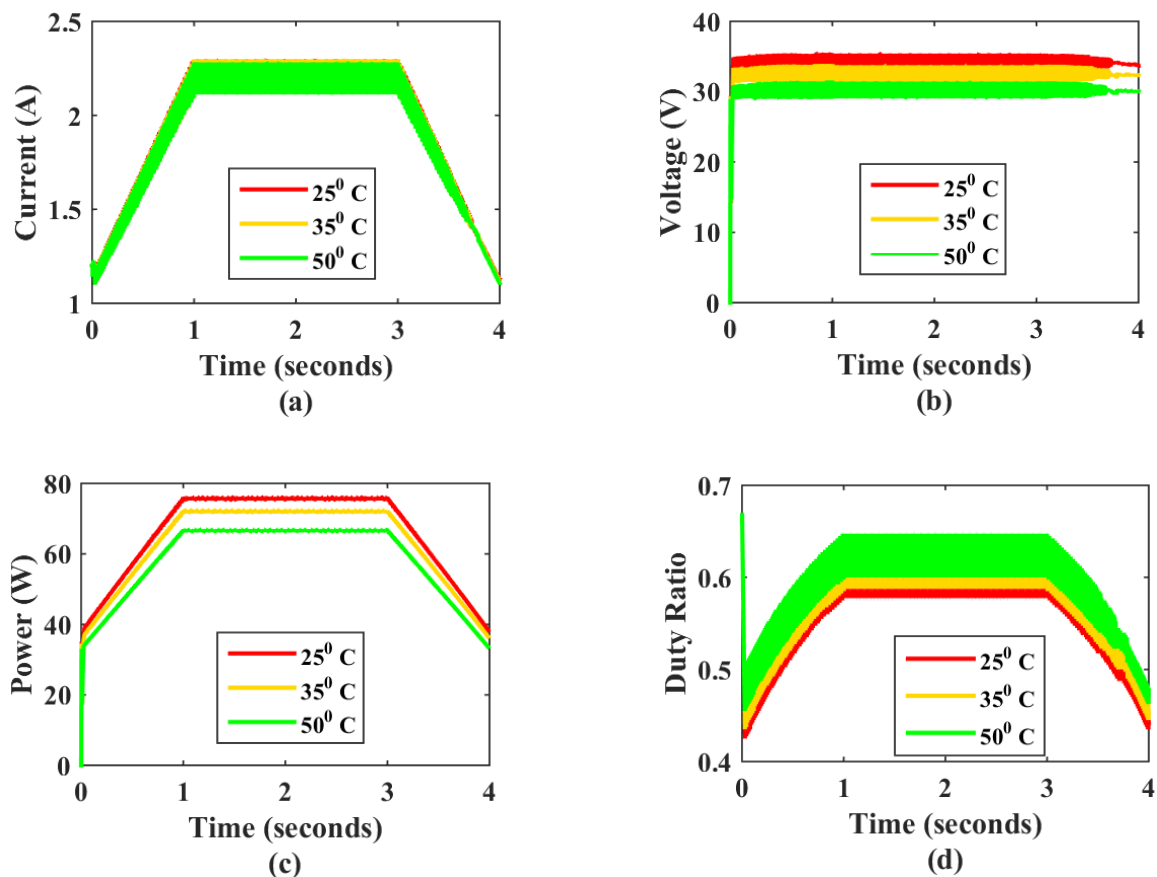 2.5
2
1.5
1
Current (A)
25⁰ C
35⁰ C
50⁰ C
0 1 2 3 4
Time (seconds)
(a)
40
30
20
10
0
Voltage (V)
25⁰ C
35⁰ C
50⁰ C
0 1 2 3 4
Time (seconds)
(b)
80
60
40
20
0
Power (W)
25⁰ C
35⁰ C
50⁰ C
0 1 2 3 4
Time (seconds)
(c)
0.7
0.6
0.5
0.4
Duty Ratio
25⁰ C
35⁰ C
50⁰ C
0 1 2 3 4
Time (seconds)
(d)